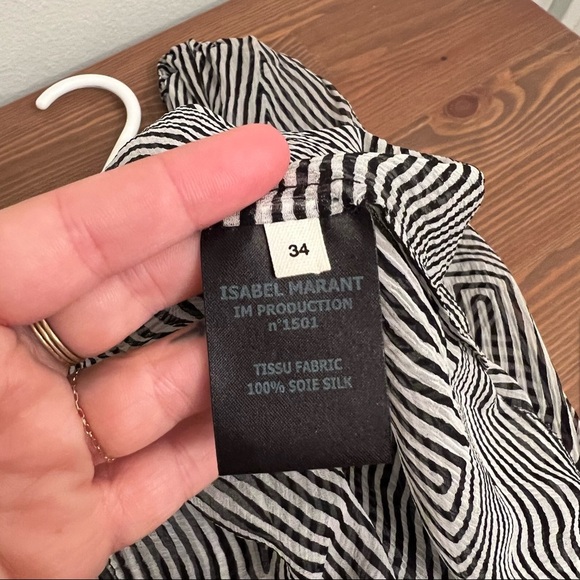 34
ISABEL MARANT
IM PRODUCTION
n°1501
TISSU FABRIC
100% SOIE SILK